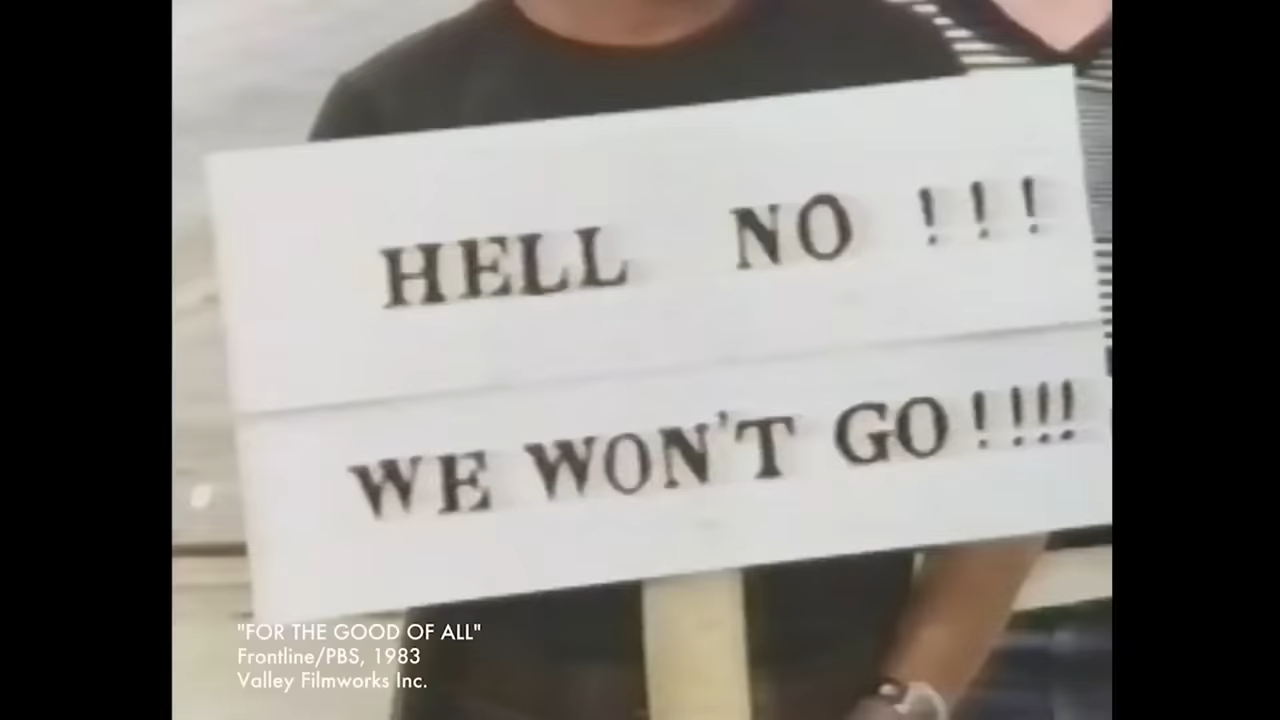 HELL NO !!!
WE WON'T GO!!!!
"FOR THE GOOD OF ALL"
Frontline/PBS, 1983
Valley Filmworks Inc.